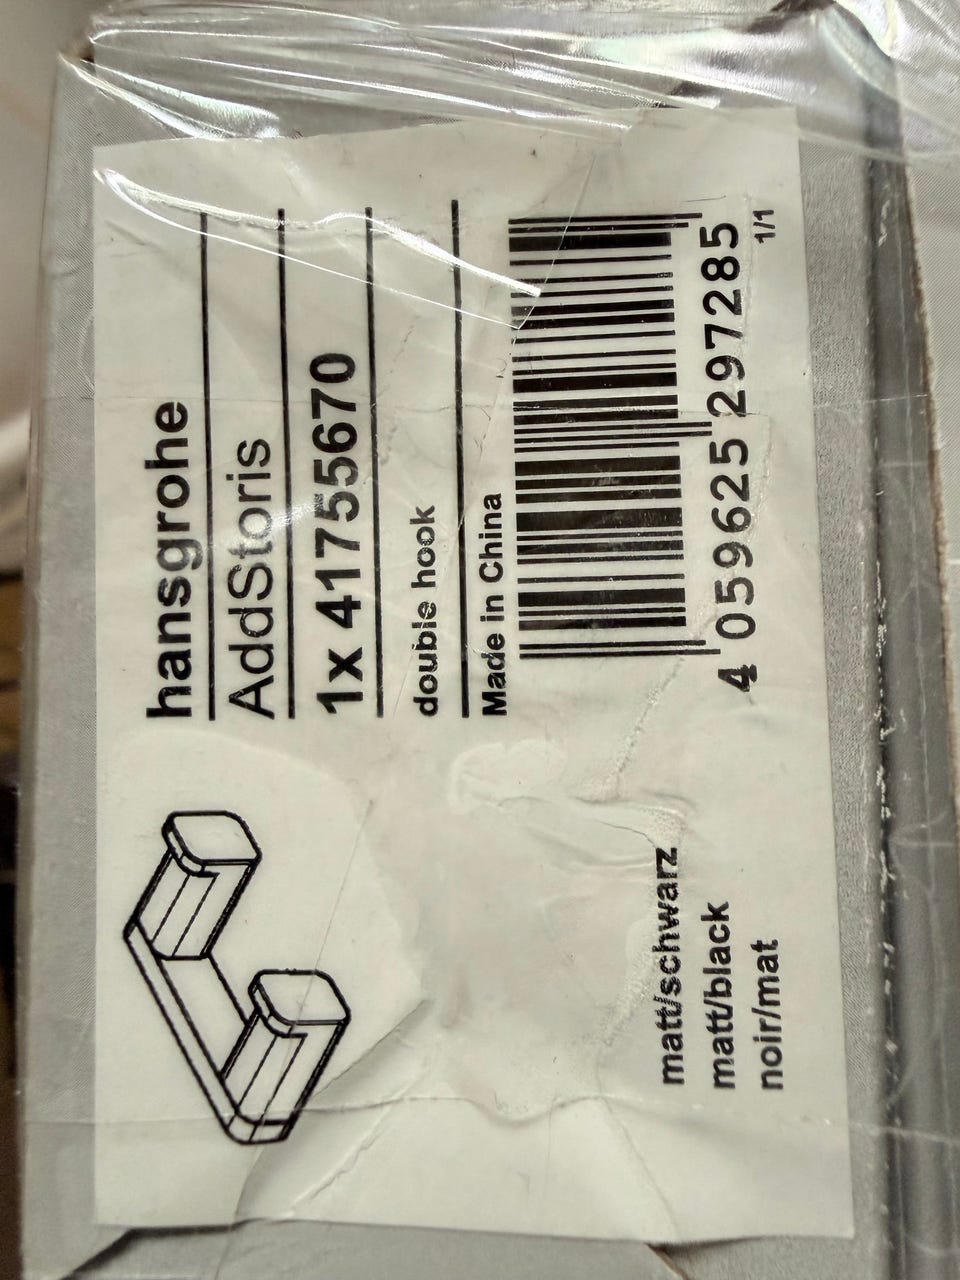 hansgrohe
AddStoris
1x 41755670
double hook
Made in China
4 059625 297285
1/1
matt/schwarz
matt/black
noir/mat